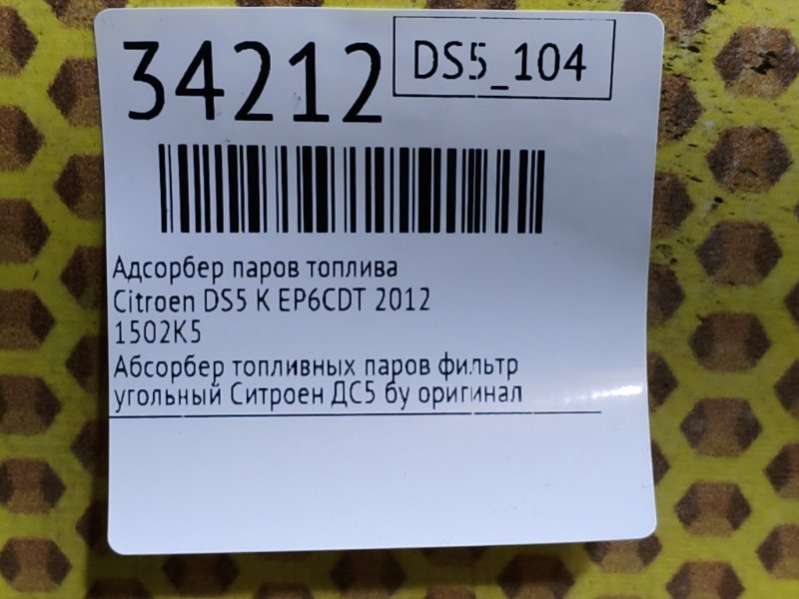 34212
DS5_104
Адсорбер паров топлива
Citroen DS5 K EP6CDT 2012
1502K5
Абсорбер топливных паров фильтр
угольный Ситроен ДС5 бу оригинал